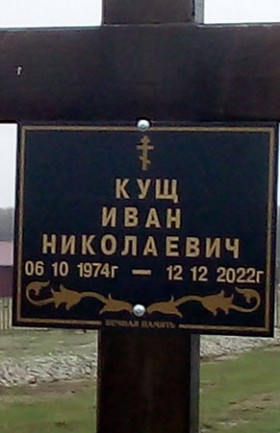 КУЩ
ИВАН
НИКОЛАЕВИЧ
06 10 1974г — 12 12 2022г
ВЕЧНАЯ ПАМЯТЬ